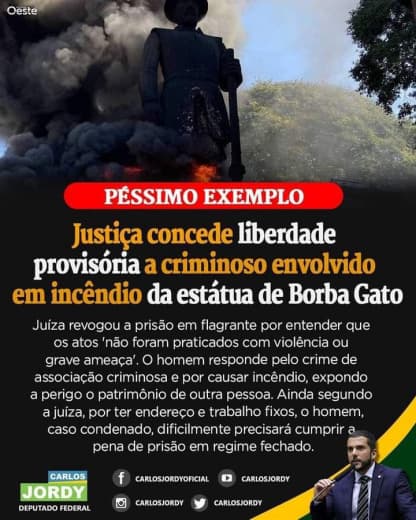 Oeste
PÉSSIMO EXEMPLO
Justiça concede liberdade
provisória a criminoso envolvido
em incêndio da estátua de Borba Gato
Juíza revogou a prisão em flagrante por entender que
os atos 'não foram praticados com violência ou
grave ameaça'. O homem responde pelo crime de
associação criminosa e por causar incêndio, expondo
a perigo o patrimônio de outra pessoa. Ainda segundo
a juíza, por ter endereço e trabalho fixos, o homem,
caso condenado, dificilmente precisará cumprir a
pena de prisão em regime fechado.
CARLOS
JORDY
DEPUTADO FEDERAL
CARLOSJORDYOFICIAL
CARLOSJORDY
CARLOSJORDY
CARLOSJORDY